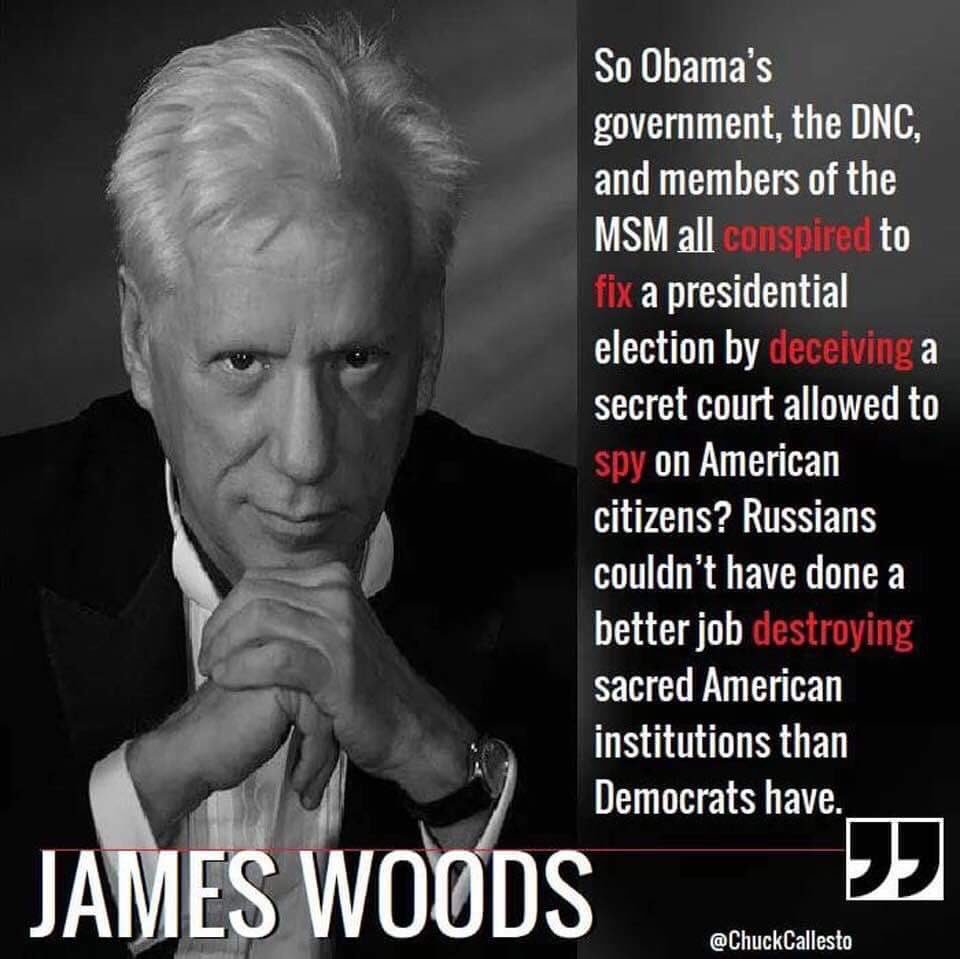 So Obama's
government, the DNC,
and members of the
MSM all conspired to
fix a presidential
election by deceiving a
secret court allowed to
spy on American
citizens? Russians
couldn't have done a
better job destroying
sacred American
institutions than
Democrats have.
”
JAMES WOODS
@ChuckCallesto